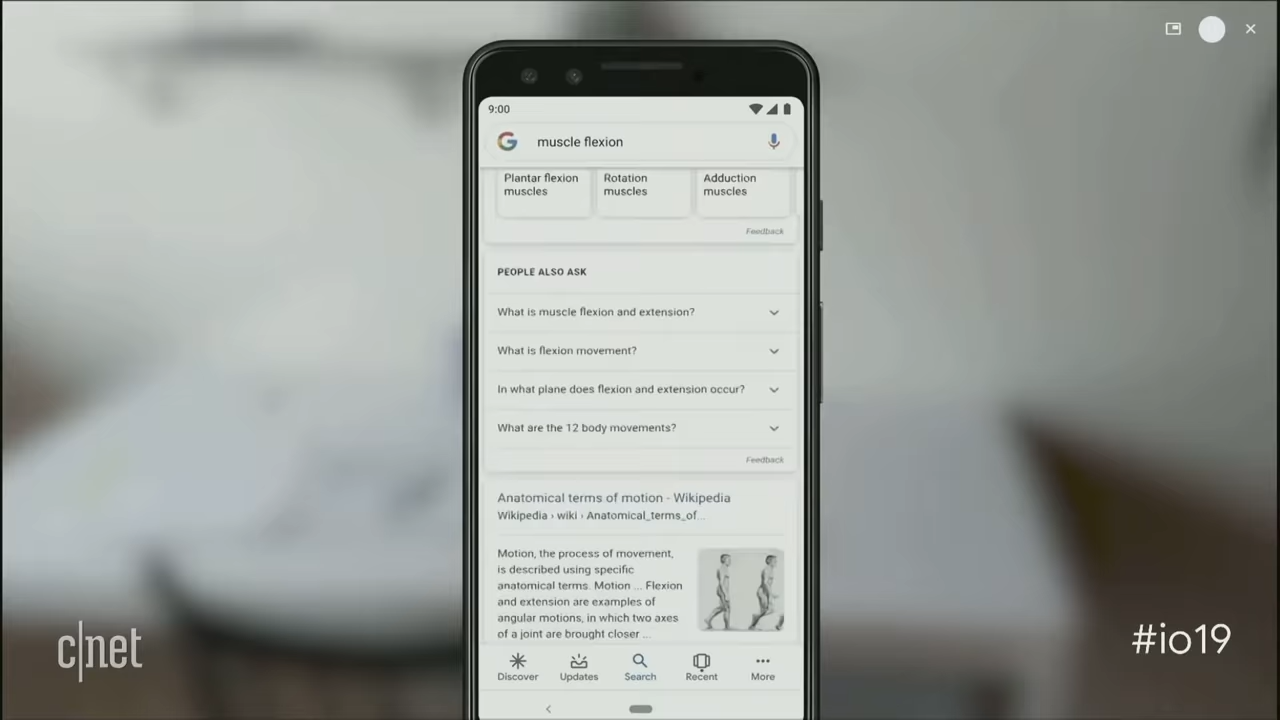 9:00
muscle flexion
Plantar flexion
muscles
Rotation
muscles
Adduction
muscles
Feedback
PEOPLE ALSO ASK
What is muscle flexion and extension?
What is flexion movement?
In what plane does flexion and extension occur?
What are the 12 body movements?
Feedback
Anatomical terms of motion - Wikipedia
Wikipedia › wiki › Anatomical_terms_of...
Motion, the process of movement,
is described using specific
anatomical terms. Motion ... Flexion
and extension are examples of
angular motions, in which two axes
of a joint are brought closer ...
Discover
Updates
Search
Recent
More
c|net
#io19